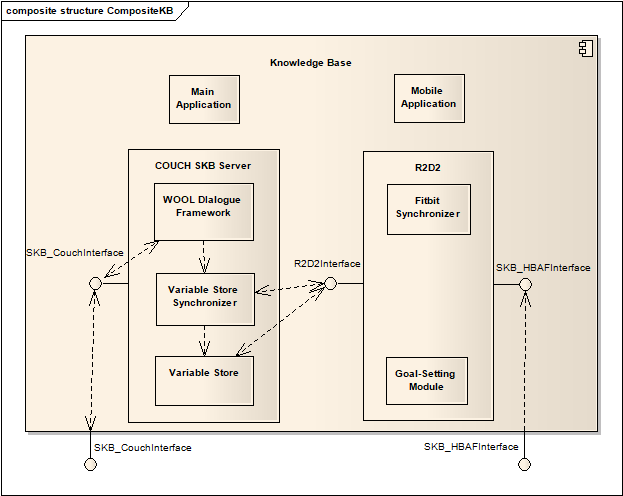 composite structure CompositeKB
Knowledge Base
Main
Application
Mobile
Application
COUCH SKB Server
R2D2
WOOL Dialogue
Framework
Fitbit
Synchronizer
SKB_CouchInterface
R2D2Interface
SKB_HBAFInterface
Variable Store
Synchronizer
Variable Store
Goal-Setting
Module
SKB_CouchInterface
SKB_HBAFInterface